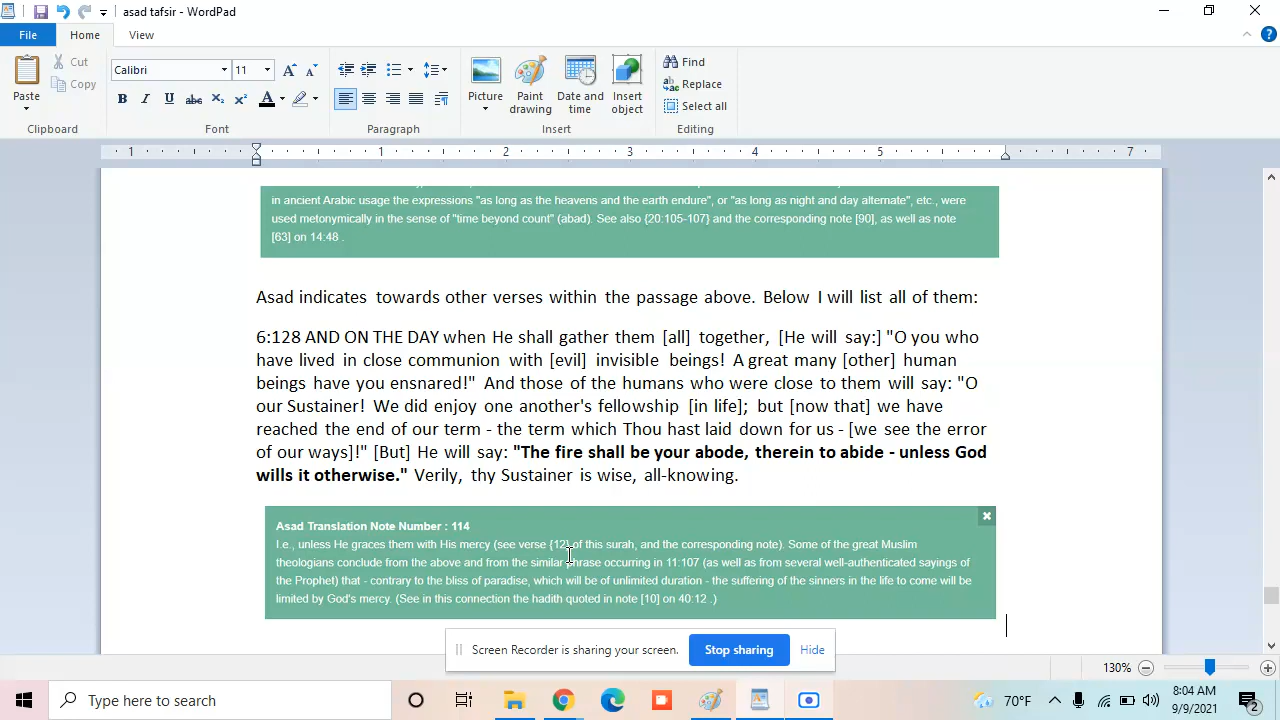 asad tafsir - WordPad
File
Home
View
Paste
Cut
Copy
Clipboard
Calibri
11
A A
B I U abc X₂ X² A
Font
Paragraph
Picture
Paint drawing
Date and time
Insert object
Insert
Find
Replace
Select all
Editing
1 1 2 3 4 5 7
in ancient Arabic usage the expressions "as long as the heavens and the earth endure", or "as long as night and day alternate", etc., were
used metonymically in the sense of "time beyond count" (abad). See also {20:105-107} and the corresponding note [90], as well as note
[63] on 14:48 .
Asad indicates towards other verses within the passage above. Below I will list all of them:
6:128 AND ON THE DAY when He shall gather them [all] together, [He will say:] "O you who
have lived in close communion with [evil] invisible beings! A great many [other] human
beings have you ensnared!" And those of the humans who were close to them will say: "O
our Sustainer! We did enjoy one another's fellowship [in life]; but [now that] we have
reached the end of our term - the term which Thou hast laid down for us - [we see the error
of our ways]!" [But] He will say: "The fire shall be your abode, therein to abide - unless God
wills it otherwise." Verily, thy Sustainer is wise, all-knowing.
Asad Translation Note Number : 114
I.e., unless He graces them with His mercy (see verse {12} of this surah, and the corresponding note). Some of the great Muslim
theologians conclude from the above and from the similar phrase occurring in 11:107 (as well as from several well-authenticated sayings of
the Prophet) that - contrary to the bliss of paradise, which will be of unlimited duration - the suffering of the sinners in the life to come will be
limited by God's mercy. (See in this connection the hadith quoted in note [10] on 40:12 .)
Screen Recorder is sharing your screen.
Stop sharing
Hide
130%
Type here to search
70°F
8:04 AM
9/9/2021
2